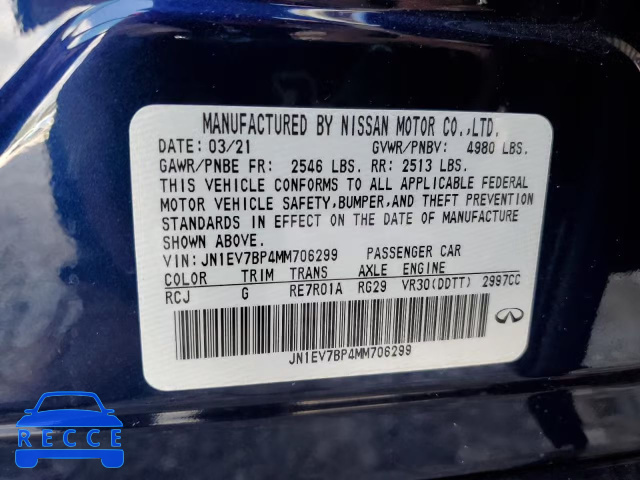 MANUFACTURED BY NISSAN MOTOR CO.,LTD.
DATE: 03/21 GVWR/PNBV: 4980 LBS.
GAWR/PNBE FR: 2546 LBS. RR: 2513 LBS.
THIS VEHICLE CONFORMS TO ALL APPLICABLE FEDERAL
MOTOR VEHICLE SAFETY,BUMPER,AND THEFT PREVENTION
STANDARDS IN EFFECT ON THE DATE OF MANUFACTURE
SHOWN ABOVE.
VIN: JN1EV7BP4MM706299 PASSENGER CAR
COLOR TRIM TRANS AXLE ENGINE
RCJ G RE7R01A RG29 VR30(DDTT) 2997CC
JN1EV7BP4MM706299
RECCE